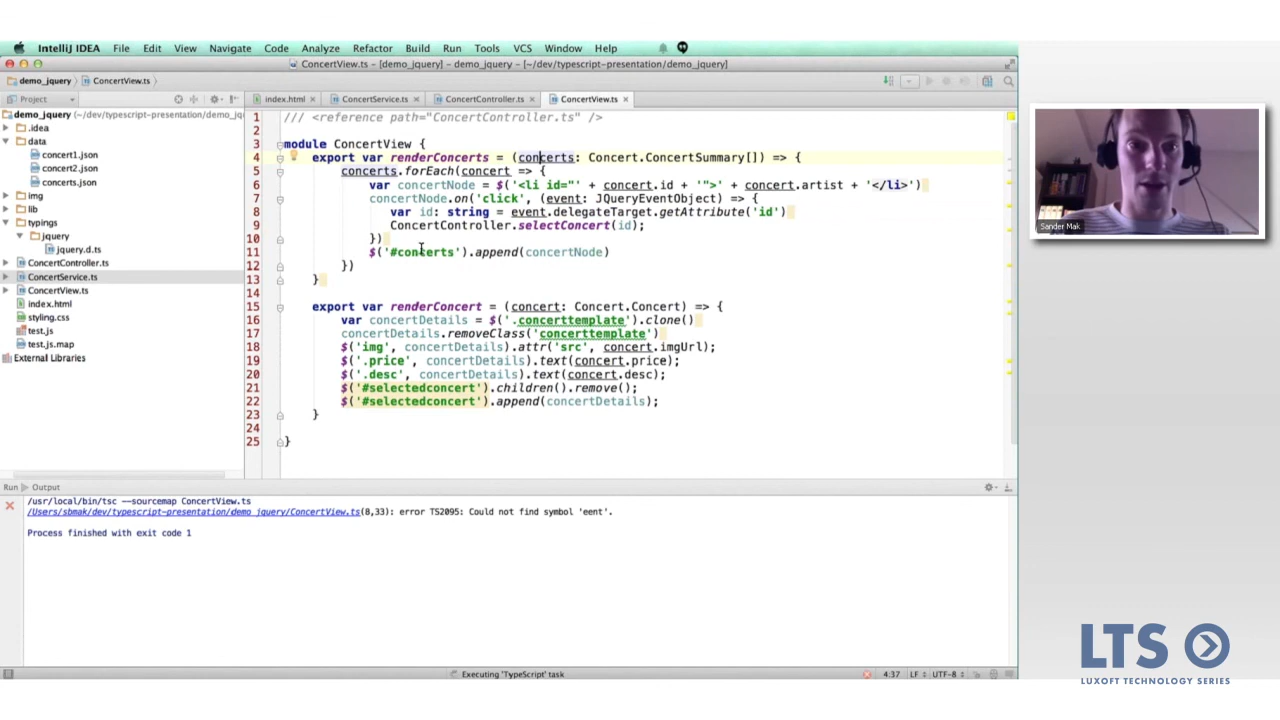 IntelliJ IDEA File Edit View Navigate Code Analyze Refactor Build Run Tools VCS Window Help
ConcertView.ts - [demo_jquery] - demo_jquery - [~/dev/typescript-presentation/demo_jquery]
demo_jquery ConcertView.ts
Project
index.html ConcertService.ts ConcertController.ts ConcertView.ts
demo_jquery (~/dev/typescript-presentation/demo_jq
.idea
data
concert1.json
concert2.json
concerts.json
img
lib
typings
jquery
jquery.d.ts
ConcertController.ts
ConcertService.ts
ConcertView.ts
index.html
styling.css
test.js
test.js.map
External Libraries
1 /// <reference path="ConcertController.ts" />
2
3 module ConcertView {
4 export var renderConcerts = (concerts: Concert.ConcertSummary[]) => {
5 concerts.forEach(concert => {
6 var concertNode = $('<li id="' + concert.id + '">' + concert.artist + '</li>')
7 concertNode.on('click', (event: JQueryEventObject) => {
8 var id: string = event.delegateTarget.getAttribute('id')
9 ConcertController.selectConcert(id);
10 })
11 $('#concerts').append(concertNode)
12 })
13 }
14
15 export var renderConcert = (concert: Concert.Concert) => {
16 var concertDetails = $('.concerttemplate').clone()
17 concertDetails.removeClass('concerttemplate')
18 $('img', concertDetails).attr('src', concert.imgUrl);
19 $('.price', concertDetails).text(concert.price);
20 $('.desc', concertDetails).text(concert.desc);
21 $('#selectedconcert').children().remove();
22 $('#selectedconcert').append(concertDetails);
23 }
24
25 }
Run Output
/usr/local/bin/tsc --sourcemap ConcertView.ts
/Users/sbmak/dev/typescript-presentation/demo_jquery/ConcertView.ts(8,33): error TS2095: Could not find symbol 'eent'.
Process finished with exit code 1
Executing 'TypeScript' task 4:37 LF UTF-8
Sander Mak
LTS
LUXOFT TECHNOLOGY SERIES